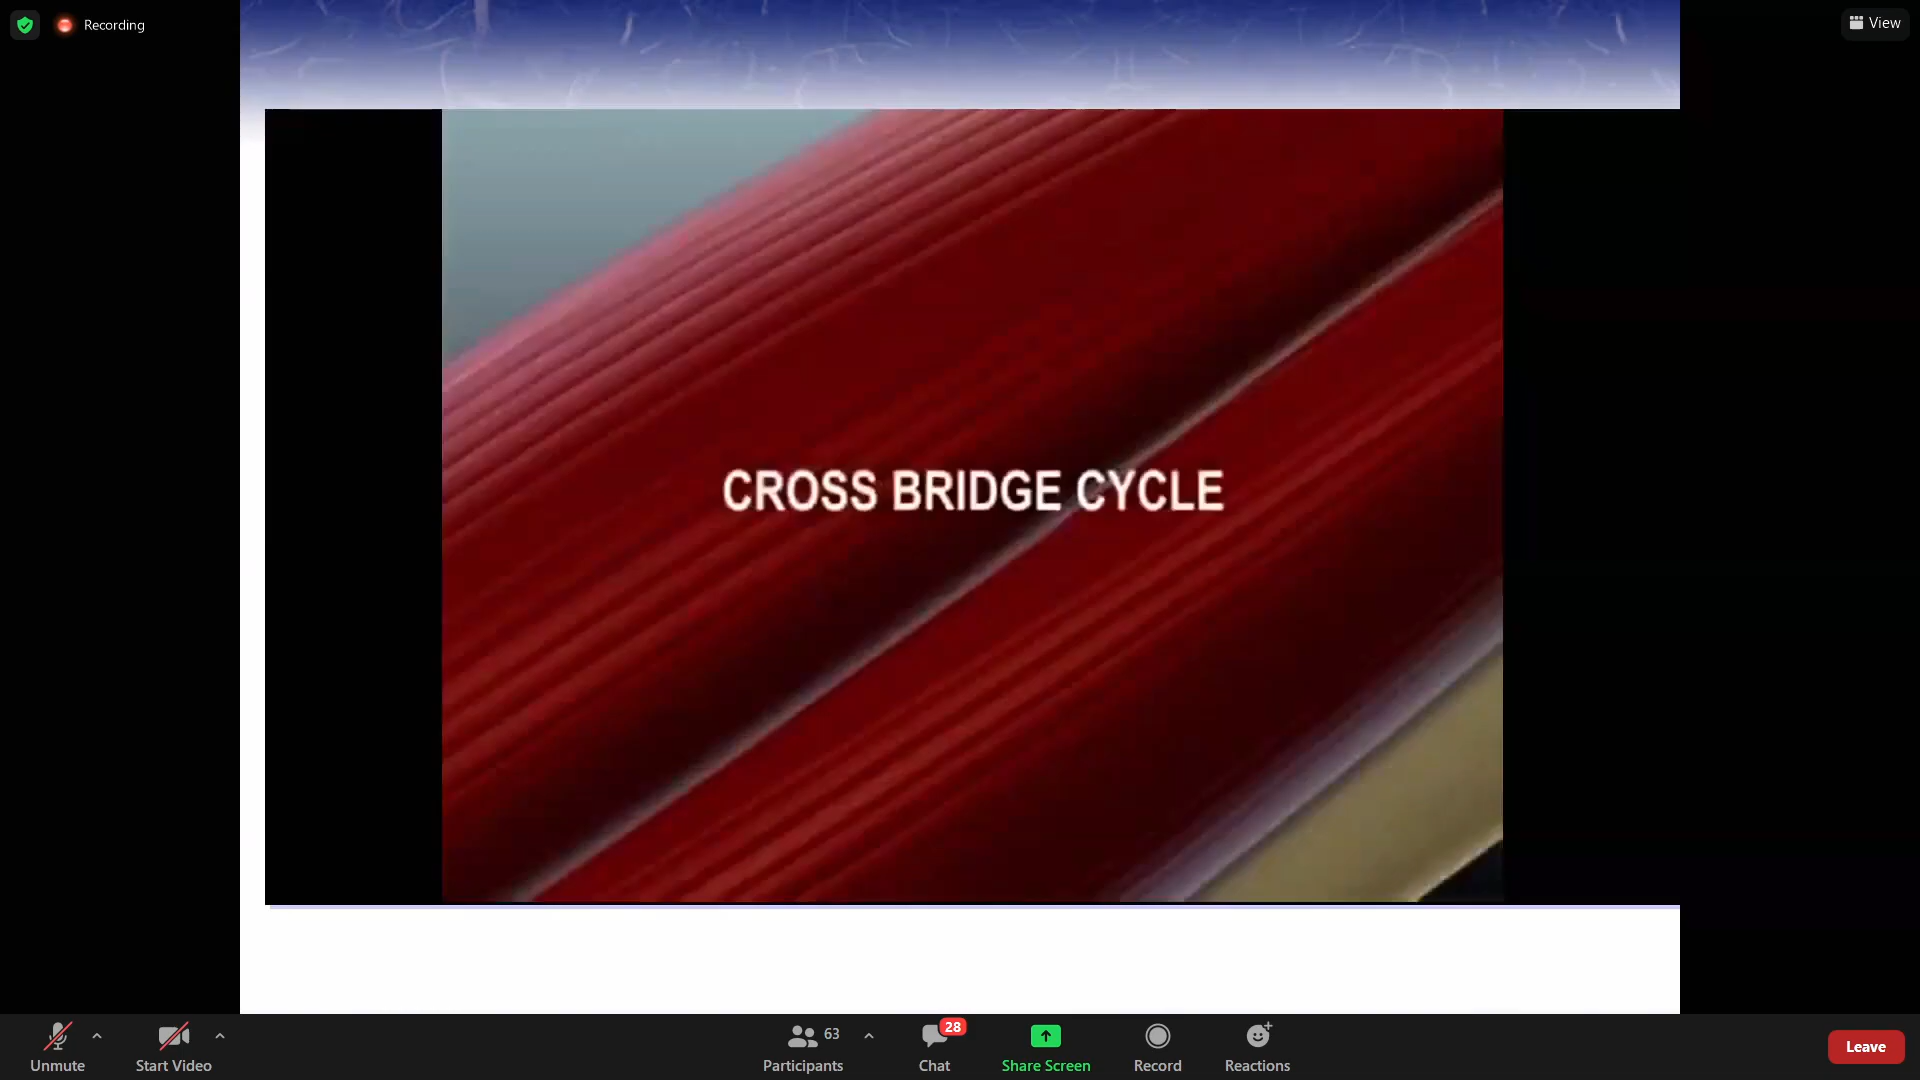 Recording
View
CROSS BRIDGE CYCLE
63
28
Unmute
Start Video
Participants
Chat
Share Screen
Record
Reactions
Leave